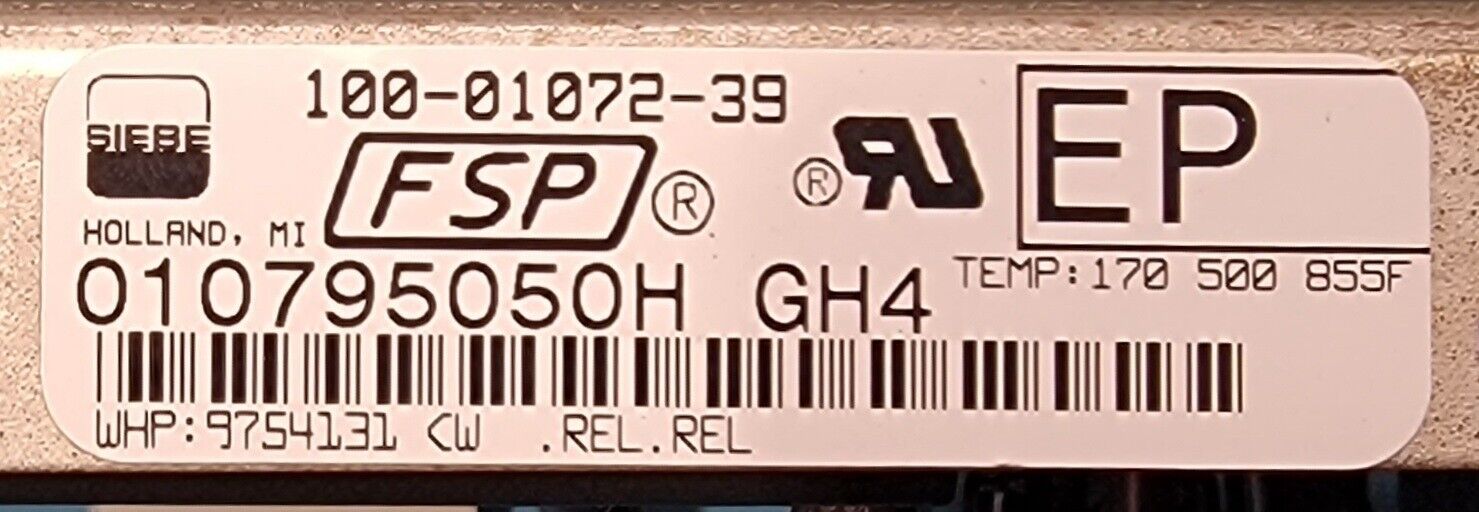 100-01072-39
SIEBE
FSP ®
® RU
EP
HOLLAND, MI
010795050H GH4
TEMP:170 500 855F
WHP:9754131 CW .REL.REL